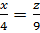 x/4 = z/9